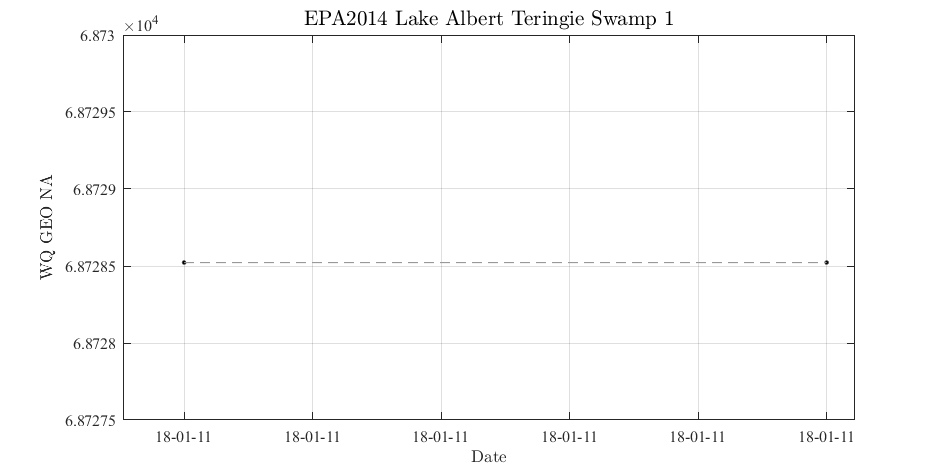 EPA2014 Lake Albert Teringie Swamp 1
×10⁴
6.873
6.87295
6.8729
6.87285
6.8728
6.87275
WQ GEO NA
18-01-11 18-01-11 18-01-11 18-01-11 18-01-11 18-01-11
Date